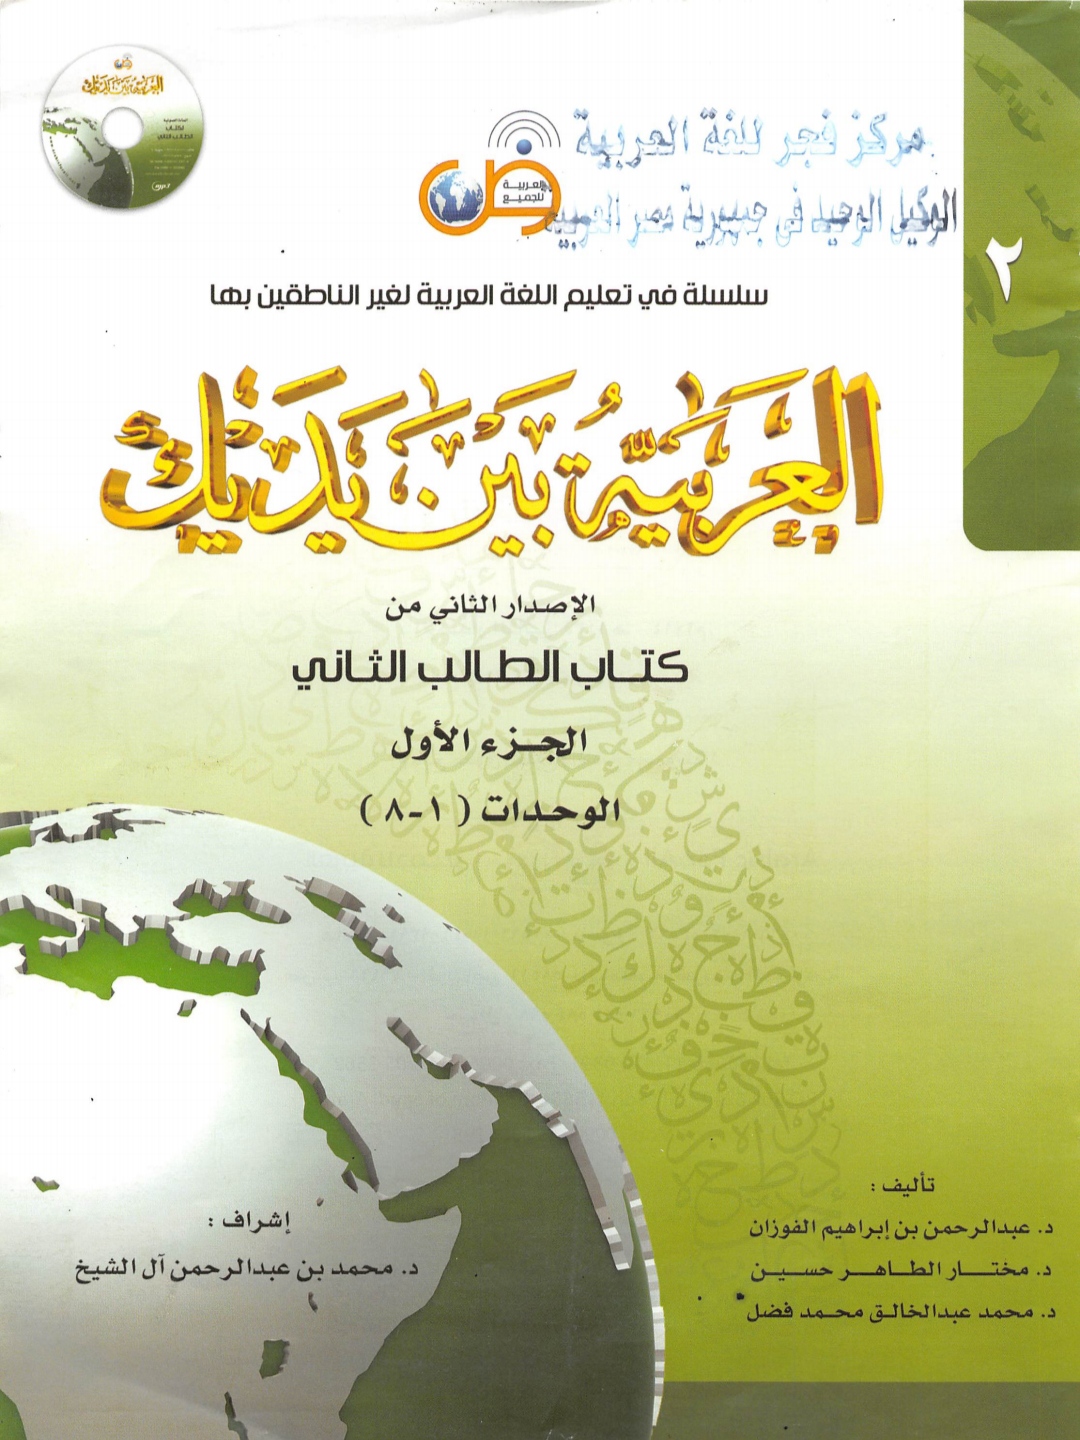 العربية بين يديك
مركز فجر للغة العربية
العربية
للجميع
الوكيل الوحيد في جمهورية مصر العربية
٢
سلسلة في تعليم اللغة العربية لغير الناطقين بها
العَرَبِيَّةُ بَيْنَ يَدَيْكَ
الإصدار الثاني من
كتاب الطالب الثاني
الجزء الأول
الوحدات ( ١-٨ )
تأليف :
د. عبدالرحمن بن إبراهيم الفوزان
د. مختار الطاهر حسين
د. محمد عبدالخالق محمد فضل
إشراف :
د. محمد بن عبدالرحمن آل الشيخ